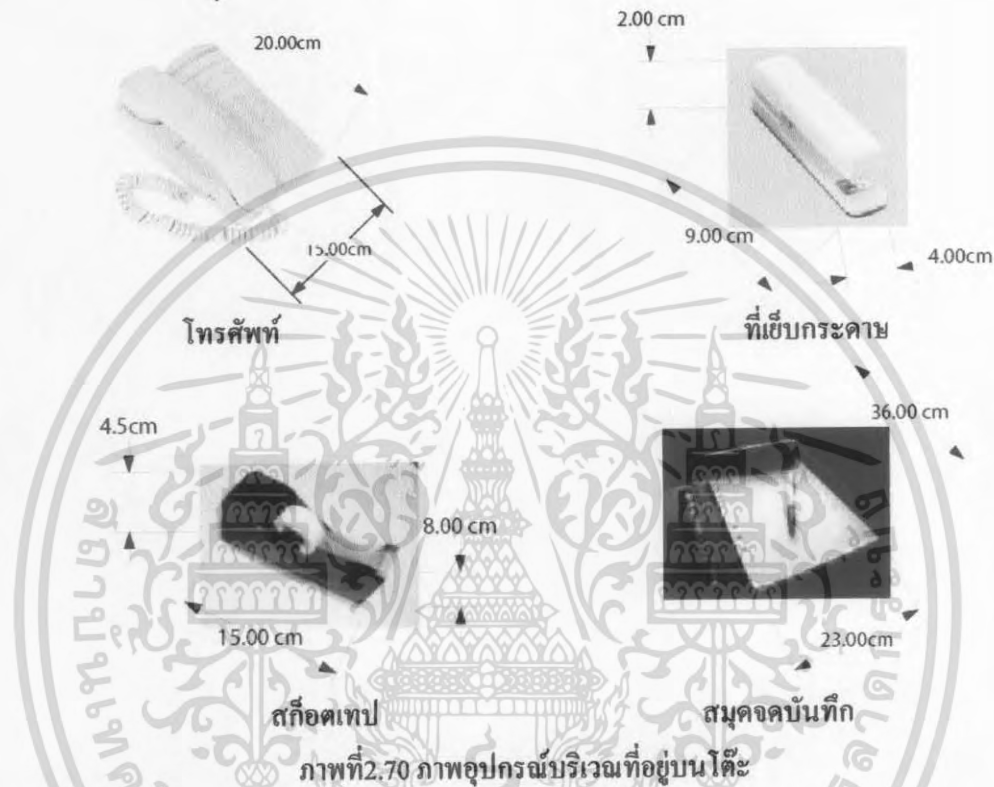 20.00cm
2.00 cm
15.00cm
9.00 cm
4.00cm
โทรศัพท์
ที่เย็บกระดาษ
4.5cm
36.00 cm
8.00 cm
15.00 cm
23.00cm
สก็อตเทป
สมุดจดบันทึก
ภาพที่2.70 ภาพอุปกรณ์บริเวณที่อยู่บนโต๊ะ